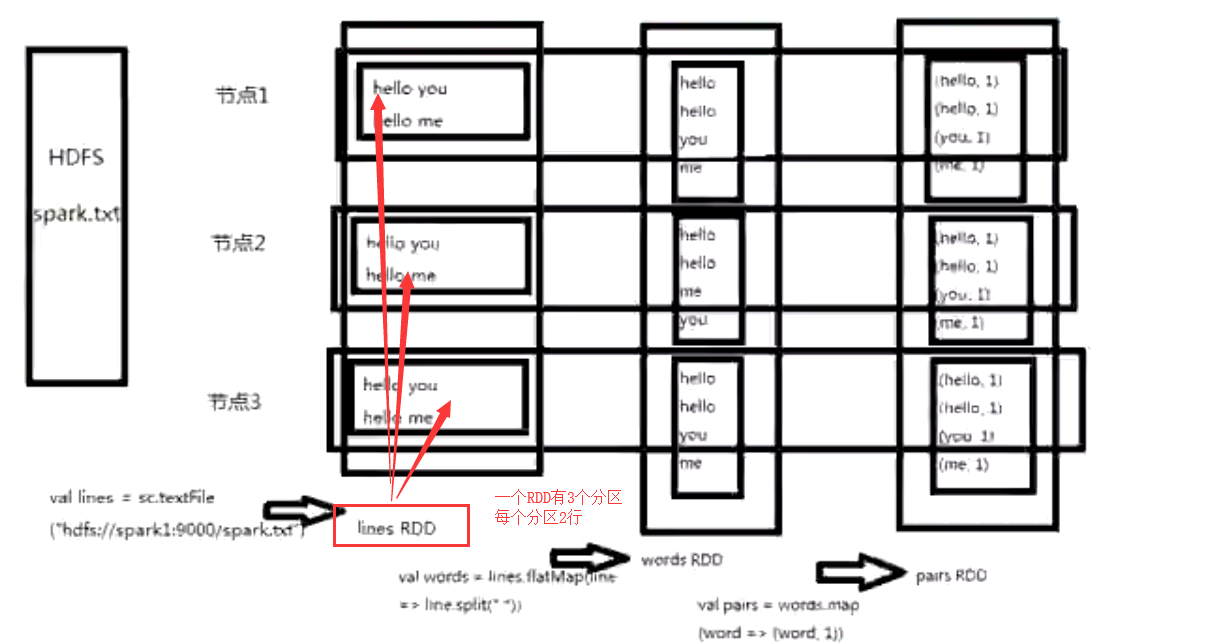 HDFS
spark.txt
节点1
hello you
hello me
hello
hello
you
me
(hello, 1)
(hello, 1)
(you, 1)
(me, 1)
节点2
hello you
hello me
hello
hello
me
you
(hello, 1)
(hello, 1)
(you, 1)
(me, 1)
节点3
hello you
hello me
hello
hello
you
me
(hello, 1)
(hello, 1)
(you, 1)
(me, 1)
val lines = sc.textFile
("hdfs://spark1:9000/spark.txt")
lines RDD
一个RDD有3个分区
每个分区2行
val words = lines.flatMap(line
=> line.split(" "))
words RDD
val pairs = words.map
(word => (word, 1))
pairs RDD